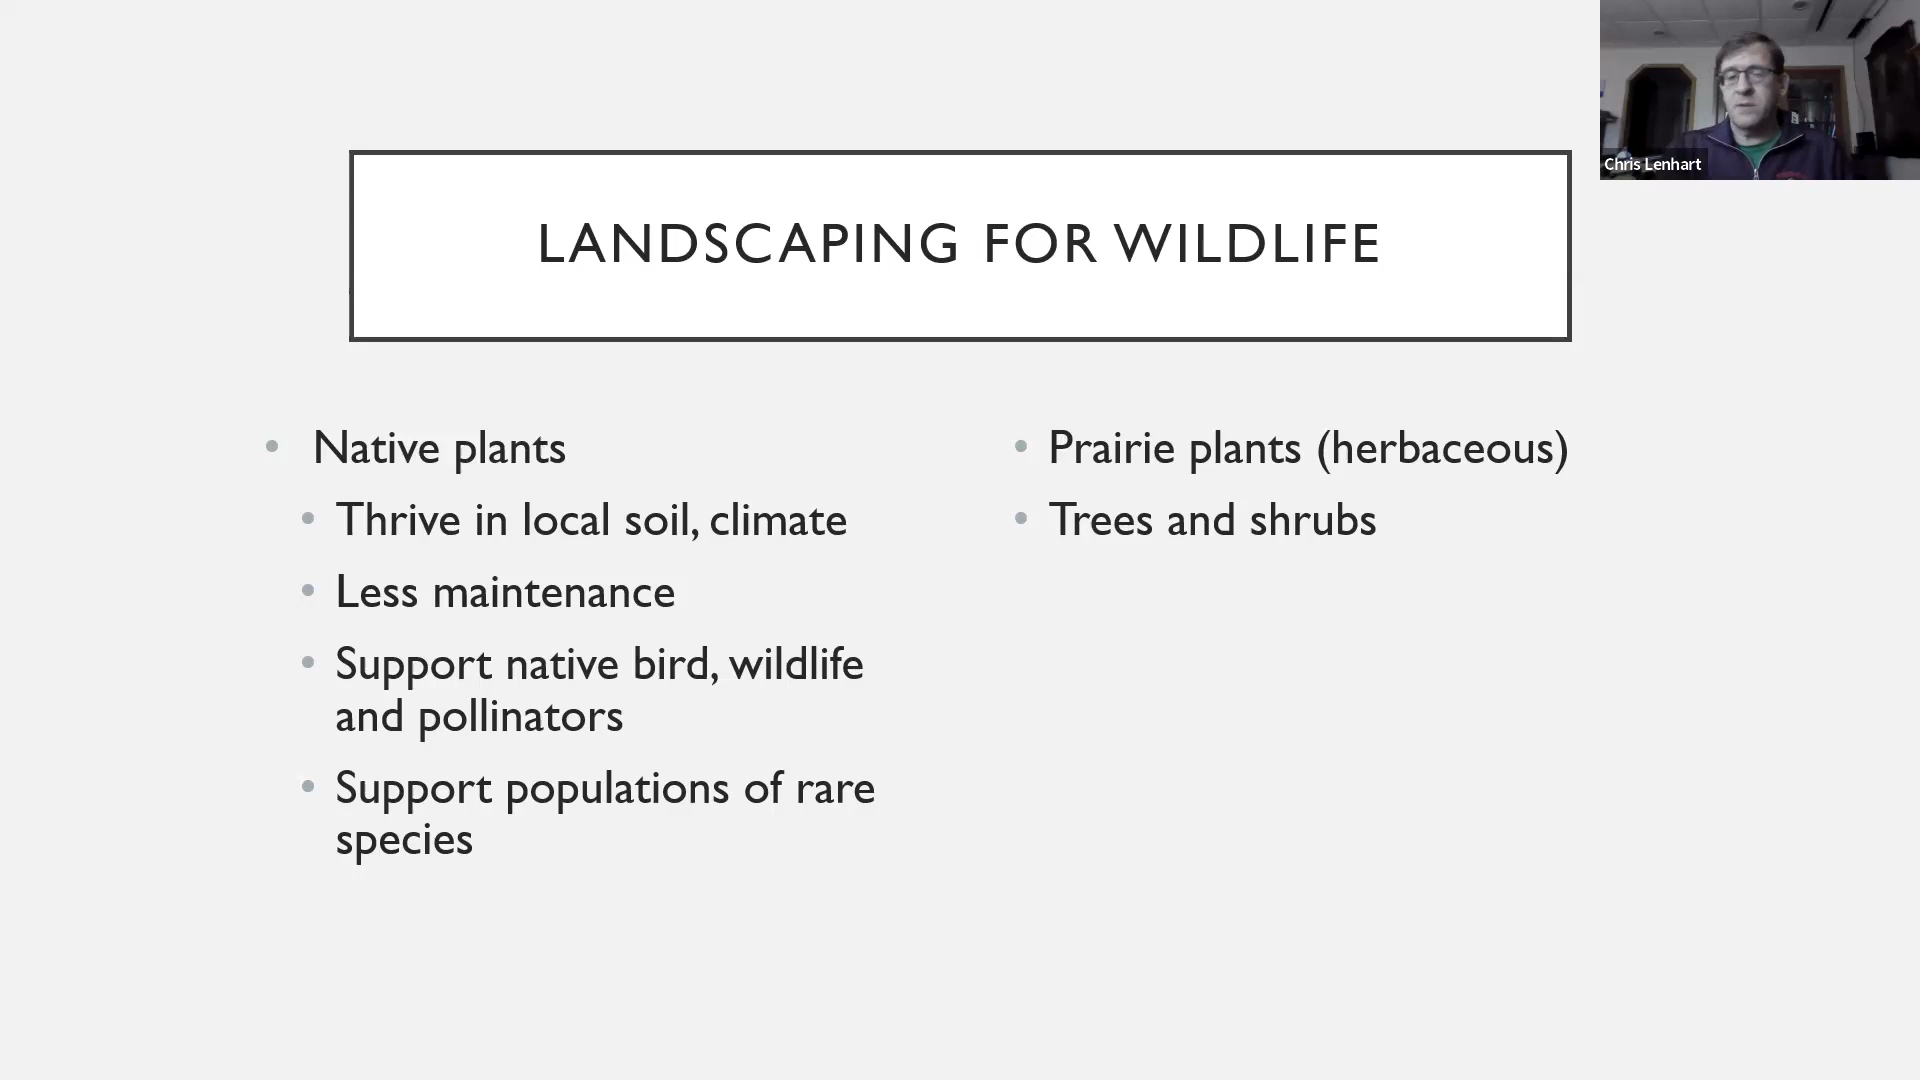 LANDSCAPING FOR WILDLIFE
Chris Lenhart
Native plants
Thrive in local soil, climate
Less maintenance
Support native bird, wildlife
and pollinators
Support populations of rare
species
Prairie plants (herbaceous)
Trees and shrubs